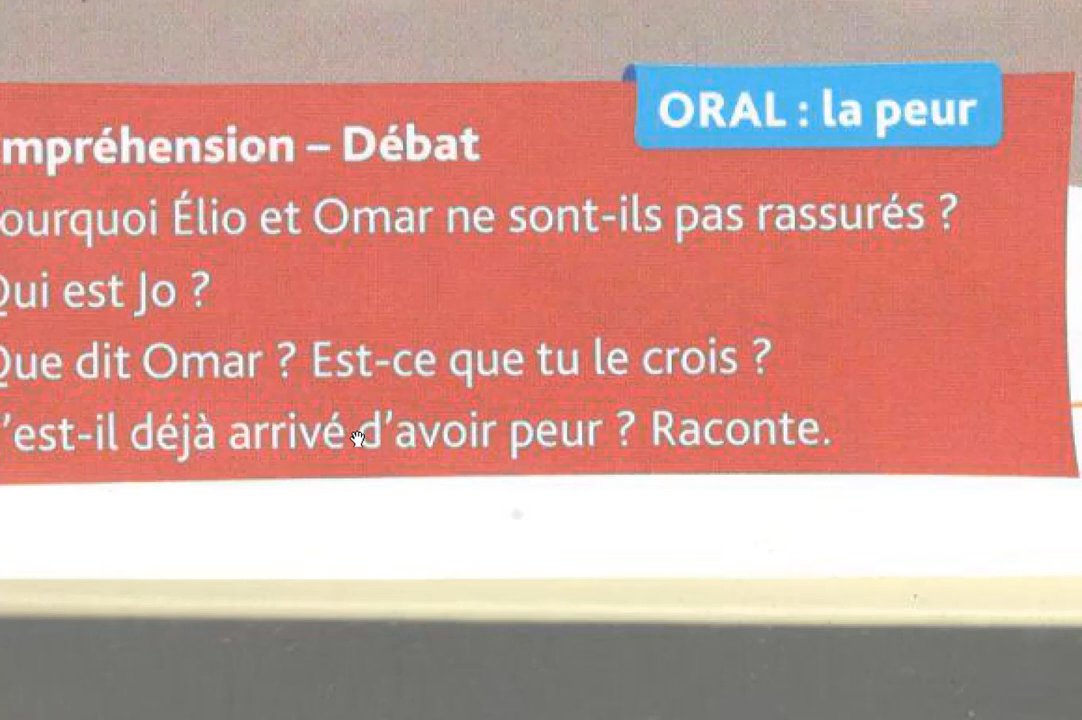 ORAL : la peur
mpréhension – Débat
ourquoi Élio et Omar ne sont-ils pas rassurés ?
Qui est Jo ?
Que dit Omar ? Est-ce que tu le crois ?
'est-il déjà arrivé d'avoir peur ? Raconte.